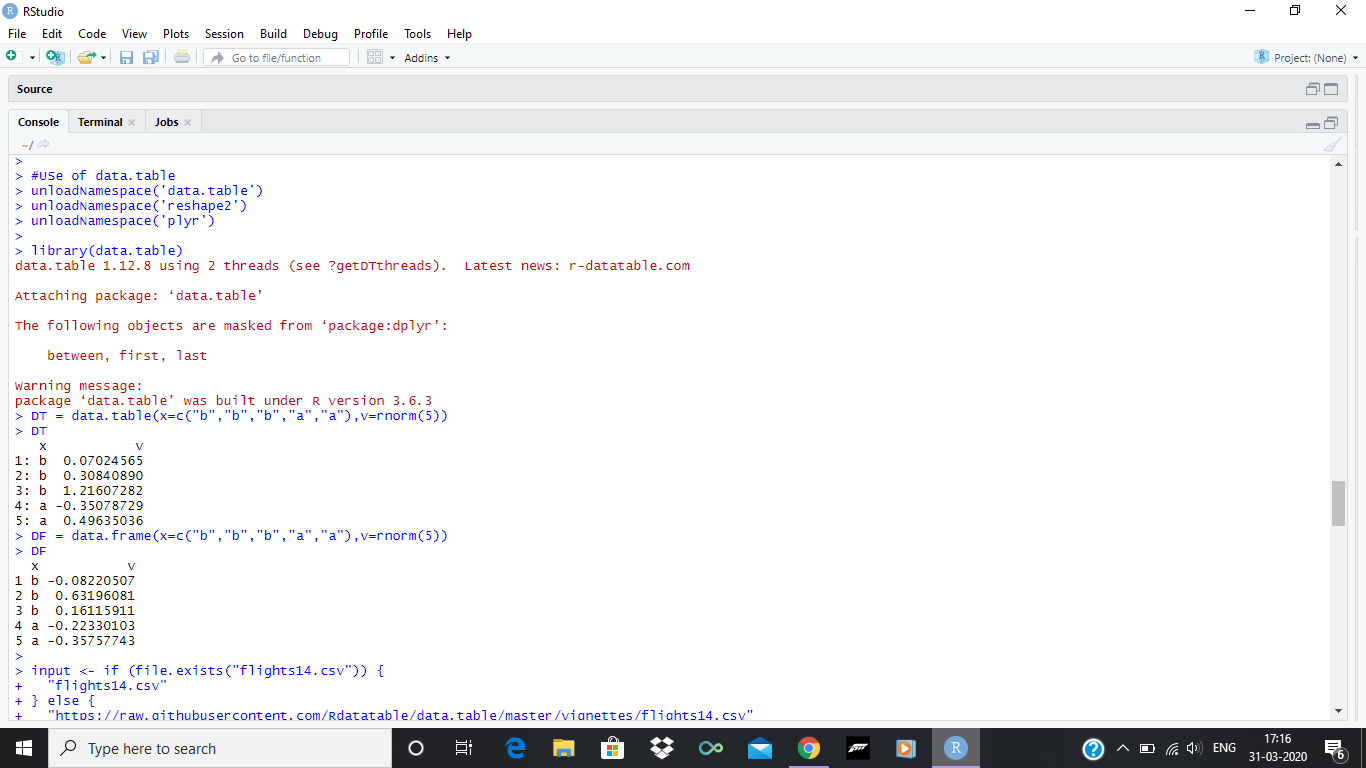 RStudio
File Edit Code View Plots Session Build Debug Profile Tools Help
Go to file/function Addins Project: (None)
Source
Console Terminal Jobs
~/
>
> #USe of data.table
> unloadNamespace('data.table')
> unloadNamespace('reshape2')
> unloadNamespace('plyr')
>
> library(data.table)
data.table 1.12.8 using 2 threads (see ?getDTthreads).  Latest news: r-datatable.com
Attaching package: ‘data.table’
The following objects are masked from ‘package:dplyr’:
    between, first, last
Warning message:
package ‘data.table’ was built under R version 3.6.3
> DT = data.table(x=c("b","b","b","a","a"),v=rnorm(5))
> DT
   x           v
1: b  0.07024565
2: b  0.30840890
3: b  1.21607282
4: a -0.35078729
5: a  0.49635036
> DF = data.frame(x=c("b","b","b","a","a"),v=rnorm(5))
> DF
  x           v
1 b -0.08220507
2 b  0.63196081
3 b  0.16115911
4 a -0.22330103
5 a -0.35757743
>
> input <- if (file.exists("flights14.csv")) {
+   "flights14.csv"
+ } else {
+   "https://raw.githubusercontent.com/Rdatatable/data.table/master/vignettes/flights14.csv"
Type here to search
ENG
17:16
31-03-2020
6